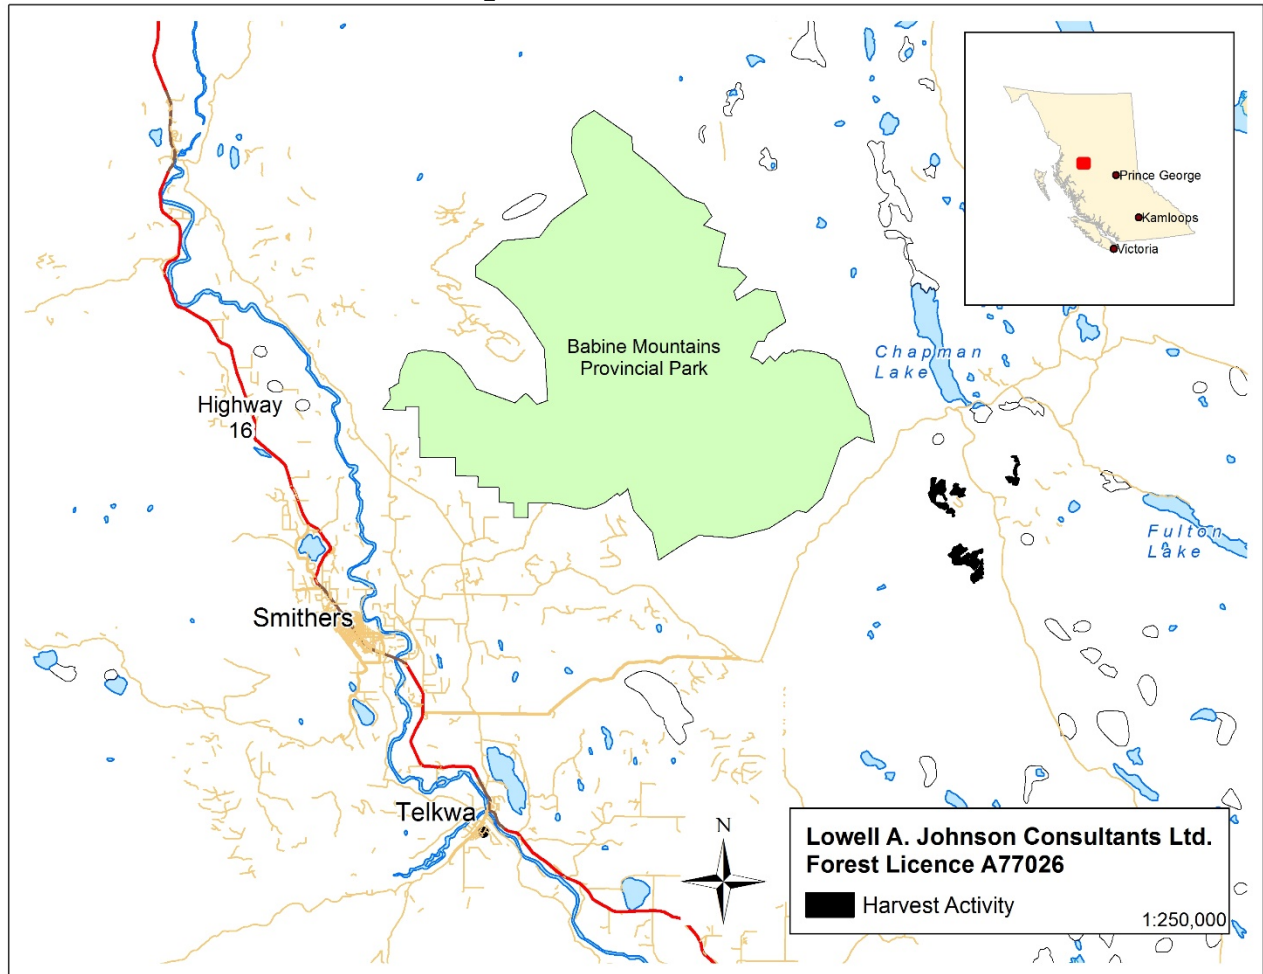 Prince George
Kamloops
Victoria
Babine Mountains
Provincial Park
Chapman
Lake
Highway
16
Fulton
Lake
Smithers
Telkwa
N
Lowell A. Johnson Consultants Ltd.
Forest Licence A77026
Harvest Activity
1:250,000